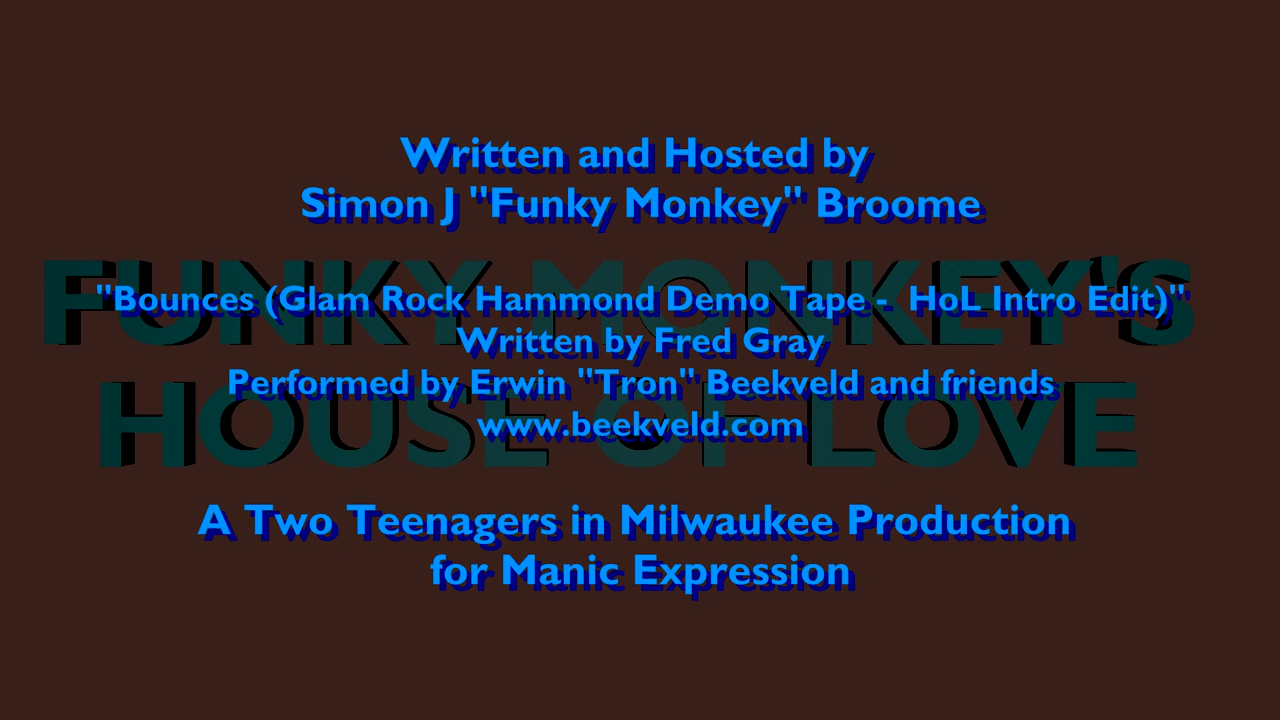 Written and Hosted by
Simon J "Funky Monkey" Broome
FUNKY MONKEY'S
"Bounces (Glam Rock Hammond Demo Tape -  HoL Intro Edit)"
Written by Fred Gray
Performed by Erwin "Tron" Beekveld and friends
HOUSE OF LOVE
www.beekveld.com
A Two Teenagers in Milwaukee Production
for Manic Expression